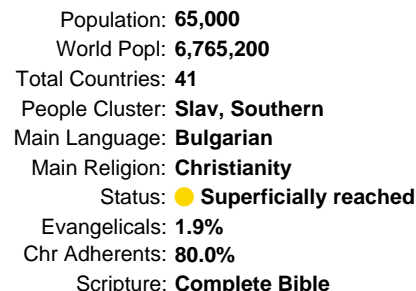 Population: 65,000
World Popl: 6,765,200
Total Countries: 41
People Cluster: Slav, Southern
Main Language: Bulgarian
Main Religion: Christianity
Status: Superficially reached
Evangelicals: 1.9%
Chr Adherents: 80.0%
Scripture: Complete Bible